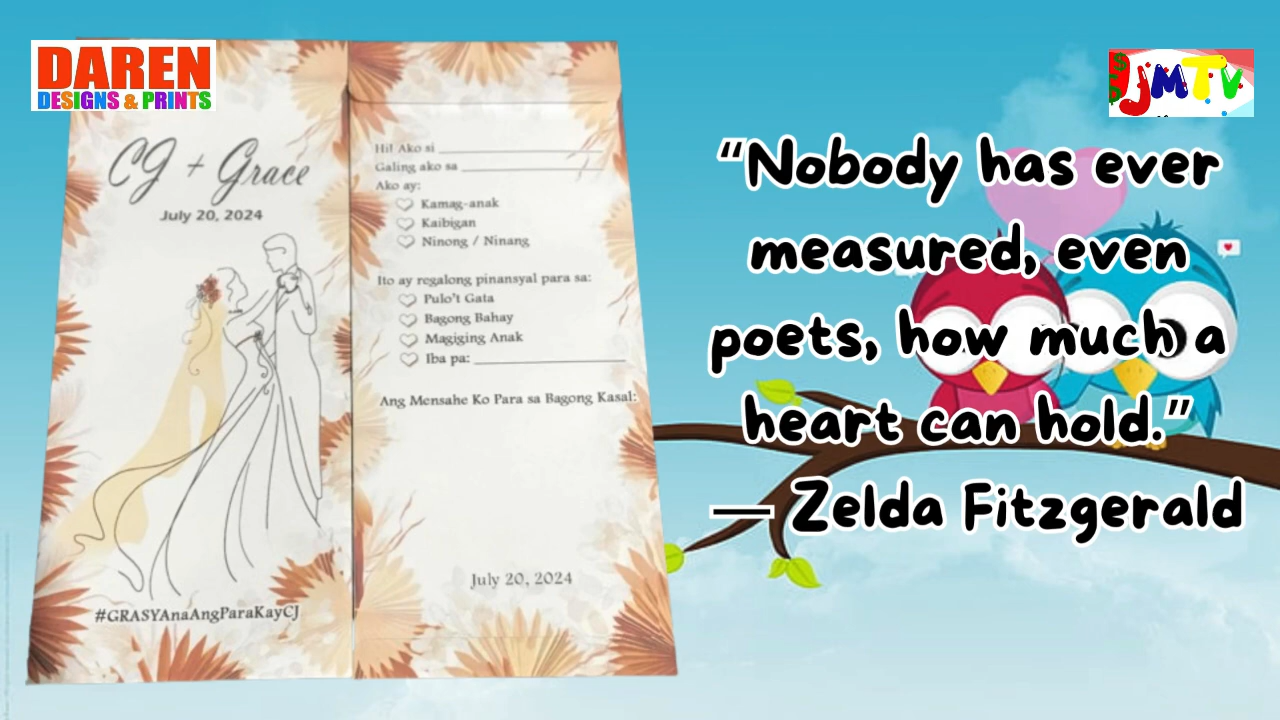 DAREN
DESIGNS & PRINTS
CJ + Grace
July 20, 2024
#GRASYAnaAngParaKayCJ
Hi! Ako si
Galing ako sa
Ako ay:
Kamag-anak
Kaibigan
Ninong / Ninang
Ito ay regalong pinansyal para sa:
Pulo't Gata
Bagong Bahay
Magiging Anak
Iba pa:
Ang Mensahe Ko Para sa Bagong Kasal:
July 20, 2024
JMTV
“Nobody has ever
measured, even
poets, how much a
heart can hold.”
— Zelda Fitzgerald